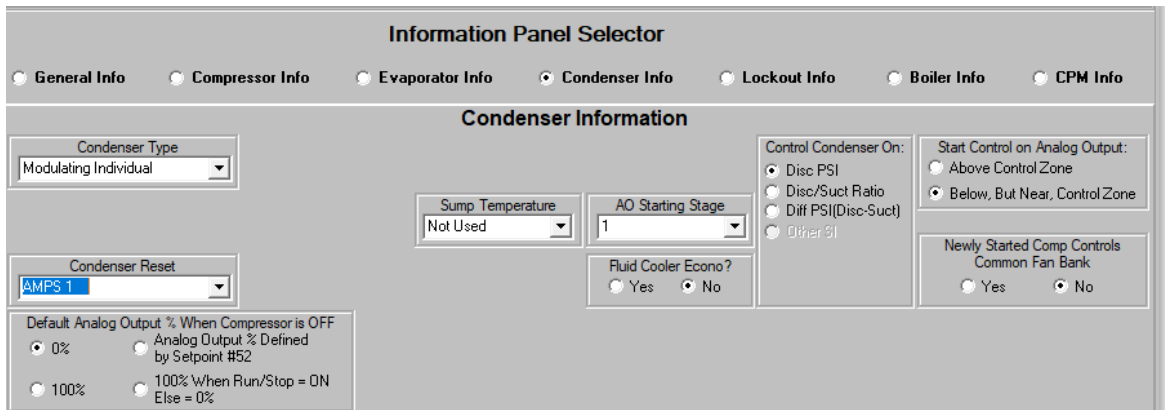 Information Panel Selector
General Info
Compressor Info
Evaporator Info
Condenser Info
Lockout Info
Boiler Info
CPM Info
Condenser Information
Condenser Type
Modulating Individual
Sump Temperature
Not Used
AO Starting Stage
1
Control Condenser On:
Disc PSI
Disc/Suct Ratio
Diff PSI(Disc-Suct)
Other SI
Start Control on Analog Output:
Above Control Zone
Below, But Near, Control Zone
Condenser Reset
AMPS 1
Fluid Cooler Econo?
Yes
No
Newly Started Comp Controls
Common Fan Bank
Yes
No
Default Analog Output % When Compressor is OFF
0%
Analog Output % Defined
by Setpoint #52
100%
100% When Run/Stop = ON
Else = 0%